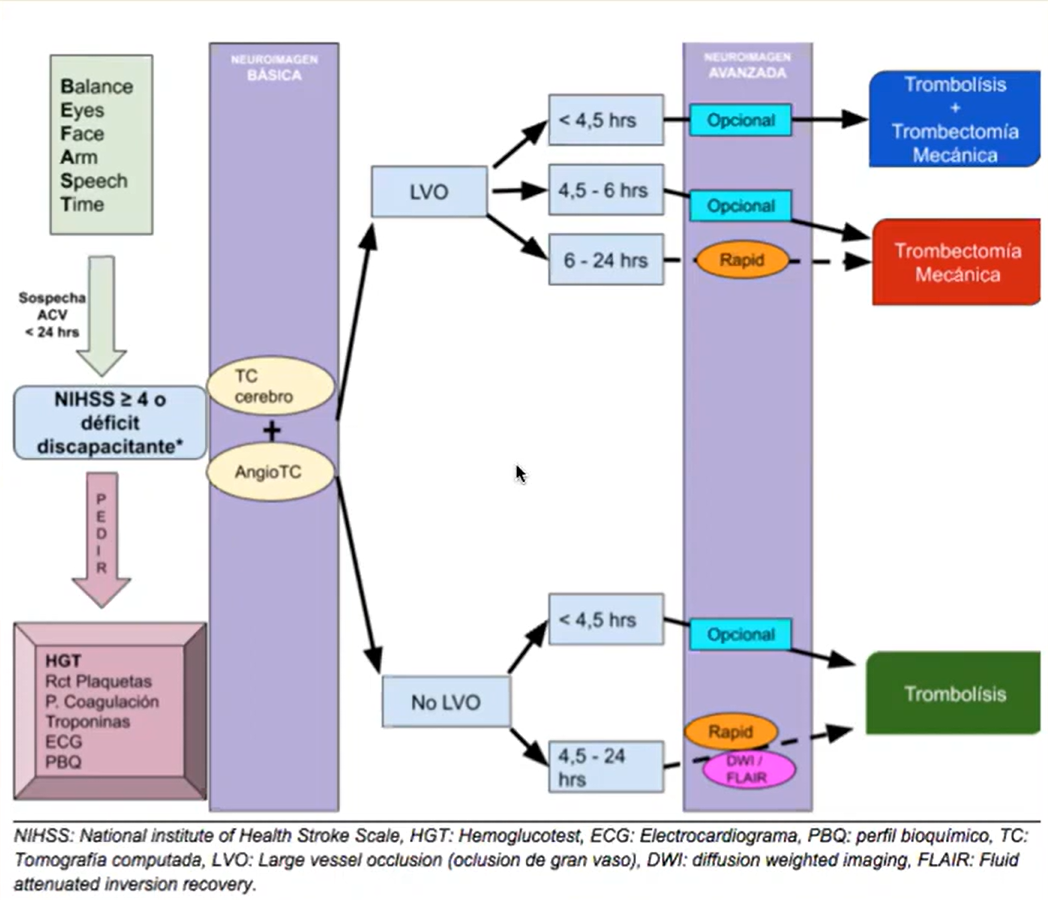 Balance
Eyes
Face
Arm
Speech
Time
Sospecha
ACV
< 24 hrs
NIHSS ≥ 4 o
déficit
discapacitante*
PEDIR
HGT
Rct Plaquetas
P. Coagulación
Troponinas
ECG
PBQ
NEUROIMAGEN
BÁSICA
TC
cerebro
+
AngioTC
LVO
< 4,5 hrs
4,5 - 6 hrs
6 - 24 hrs
No LVO
< 4,5 hrs
4,5 - 24
hrs
NEUROIMAGEN
AVANZADA
Opcional
Opcional
Rapid
Opcional
Rapid
DWI /
FLAIR
Trombolísis
+
Trombectomía
Mecánica
Trombectomía
Mecánica
Trombolísis
NIHSS: National institute of Health Stroke Scale, HGT: Hemoglucotest, ECG: Electrocardiograma, PBQ: perfil bioquímico, TC:
Tomografía computada, LVO: Large vessel occlusion (oclusion de gran vaso), DWI: diffusion weighted imaging, FLAIR: Fluid
attenuated inversion recovery.